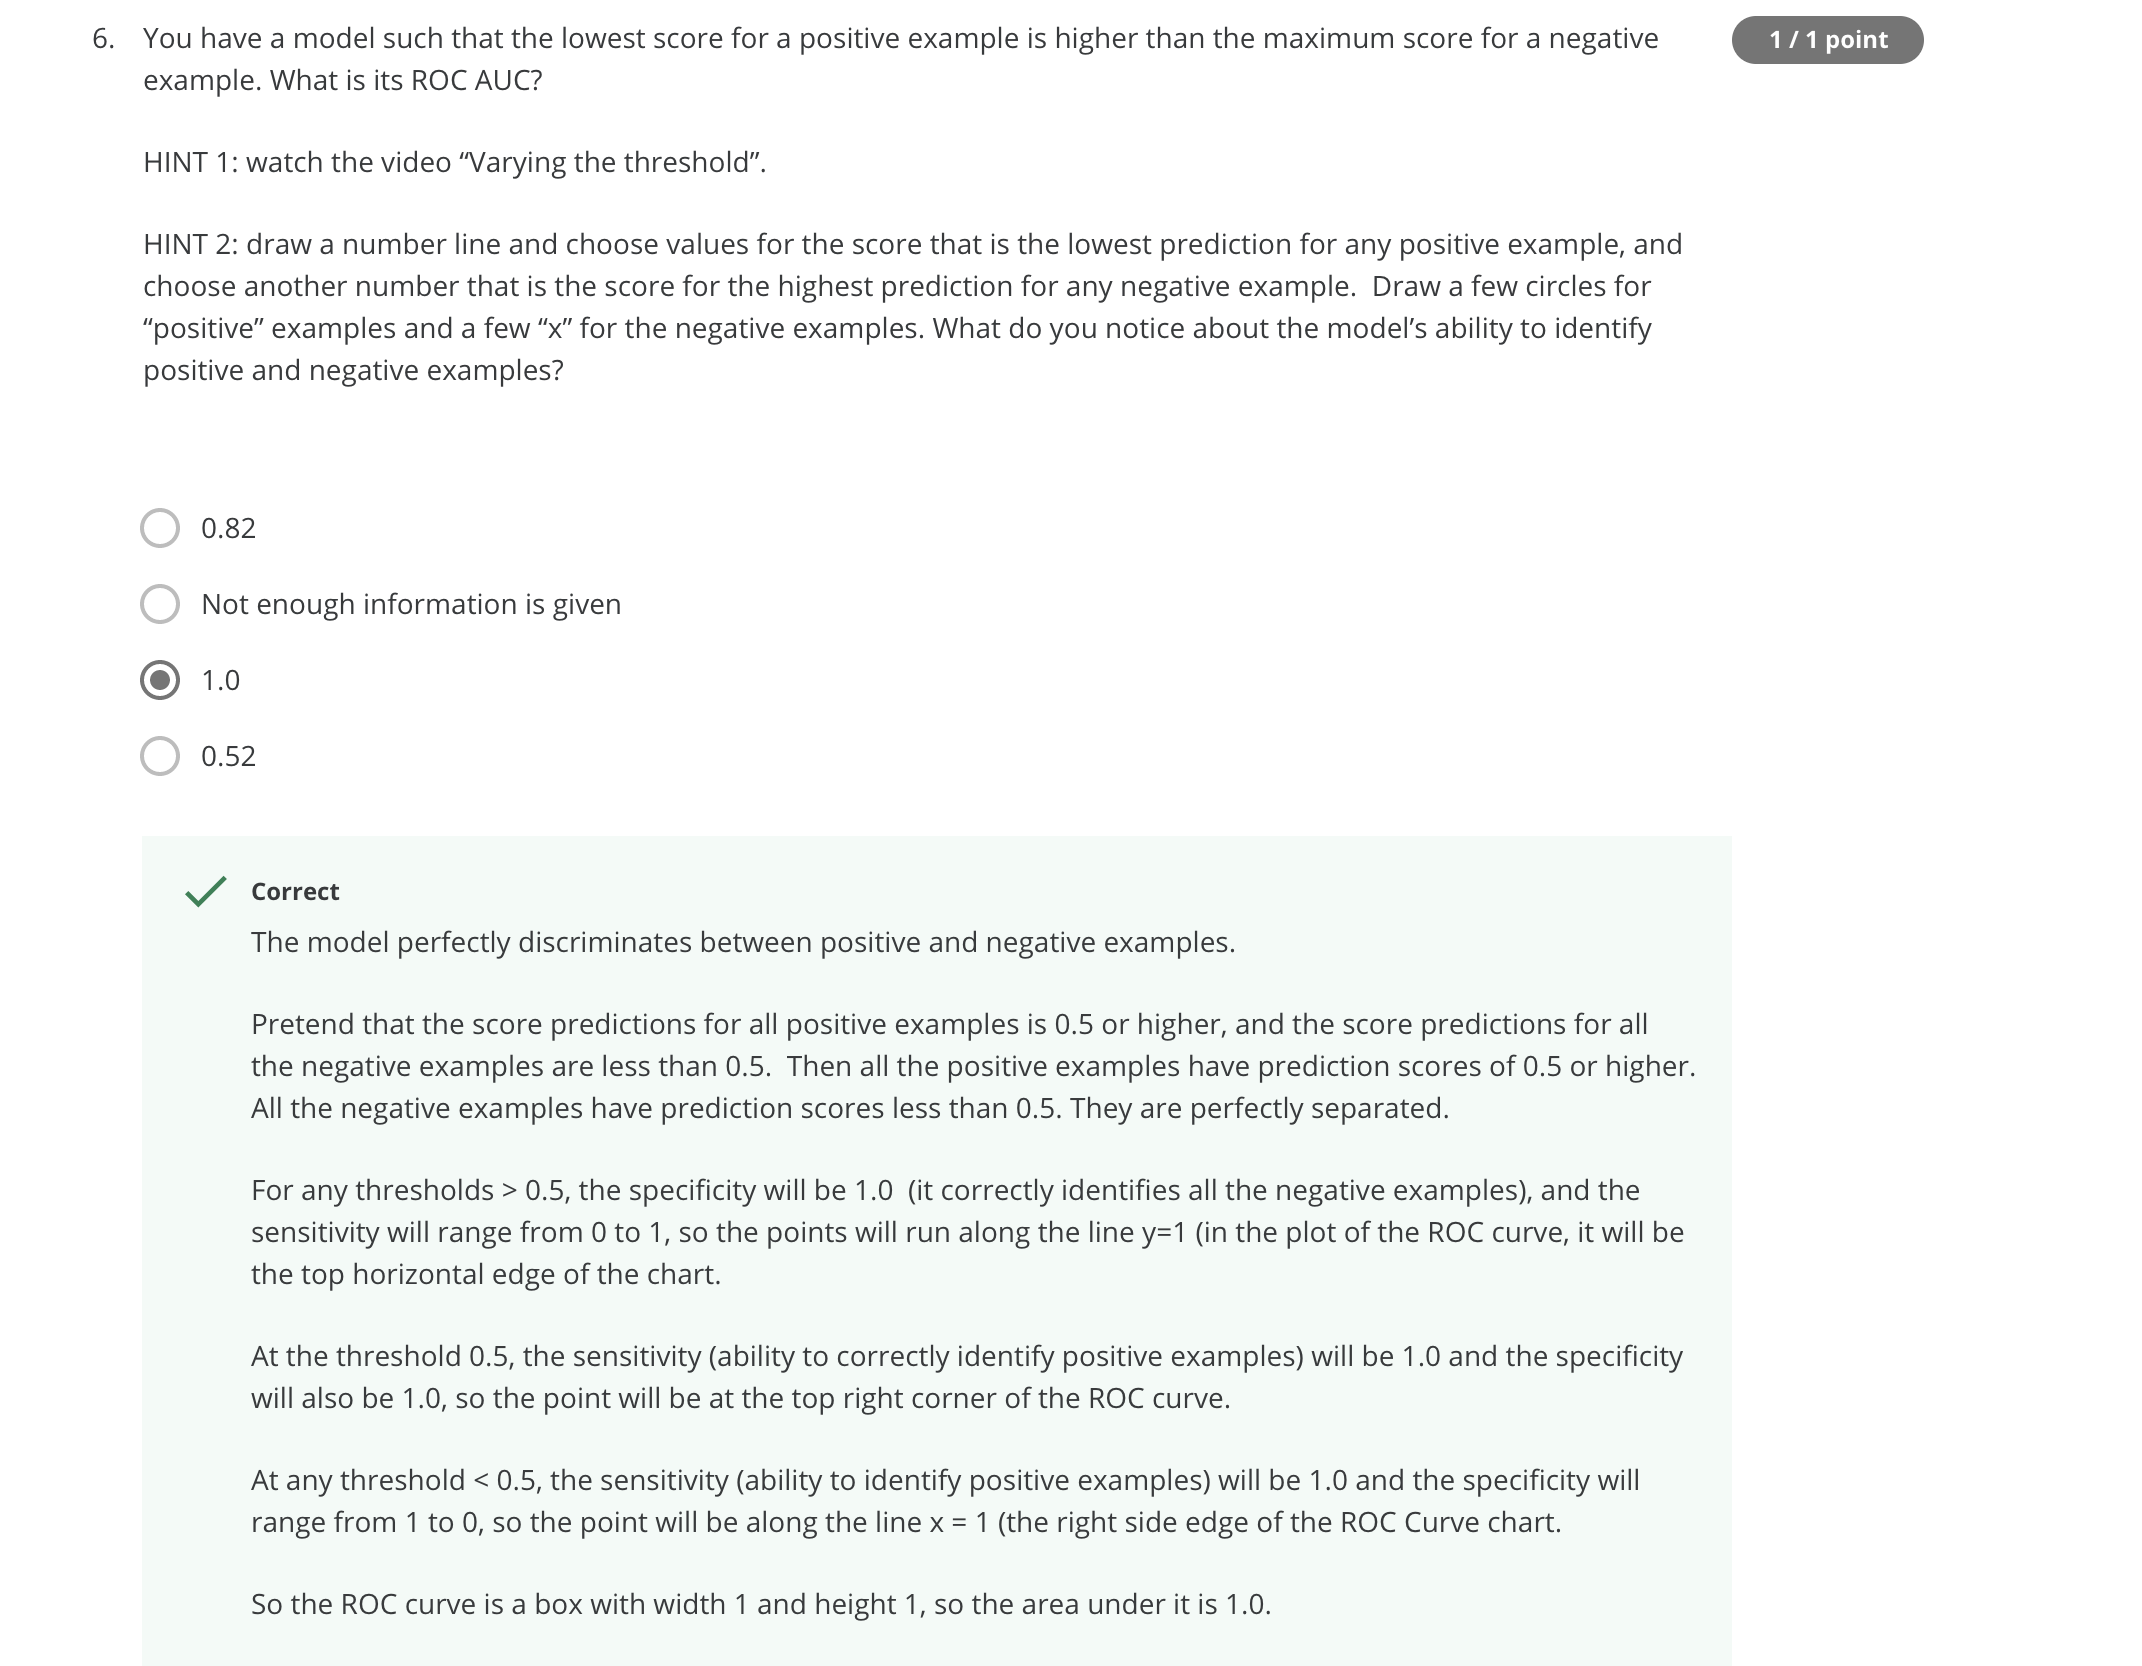 6. You have a model such that the lowest score for a positive example is higher than the maximum score for a negative
example. What is its ROC AUC?
1 / 1 point
HINT 1: watch the video “Varying the threshold”.
HINT 2: draw a number line and choose values for the score that is the lowest prediction for any positive example, and
choose another number that is the score for the highest prediction for any negative example.  Draw a few circles for
“positive” examples and a few “x” for the negative examples. What do you notice about the model’s ability to identify
positive and negative examples?
0.82
Not enough information is given
1.0
0.52
Correct
The model perfectly discriminates between positive and negative examples.
Pretend that the score predictions for all positive examples is 0.5 or higher, and the score predictions for all
the negative examples are less than 0.5.  Then all the positive examples have prediction scores of 0.5 or higher.
All the negative examples have prediction scores less than 0.5. They are perfectly separated.
For any thresholds > 0.5, the specificity will be 1.0  (it correctly identifies all the negative examples), and the
sensitivity will range from 0 to 1, so the points will run along the line y=1 (in the plot of the ROC curve, it will be
the top horizontal edge of the chart.
At the threshold 0.5, the sensitivity (ability to correctly identify positive examples) will be 1.0 and the specificity
will also be 1.0, so the point will be at the top right corner of the ROC curve.
At any threshold < 0.5, the sensitivity (ability to identify positive examples) will be 1.0 and the specificity will
range from 1 to 0, so the point will be along the line x = 1 (the right side edge of the ROC Curve chart.
So the ROC curve is a box with width 1 and height 1, so the area under it is 1.0.